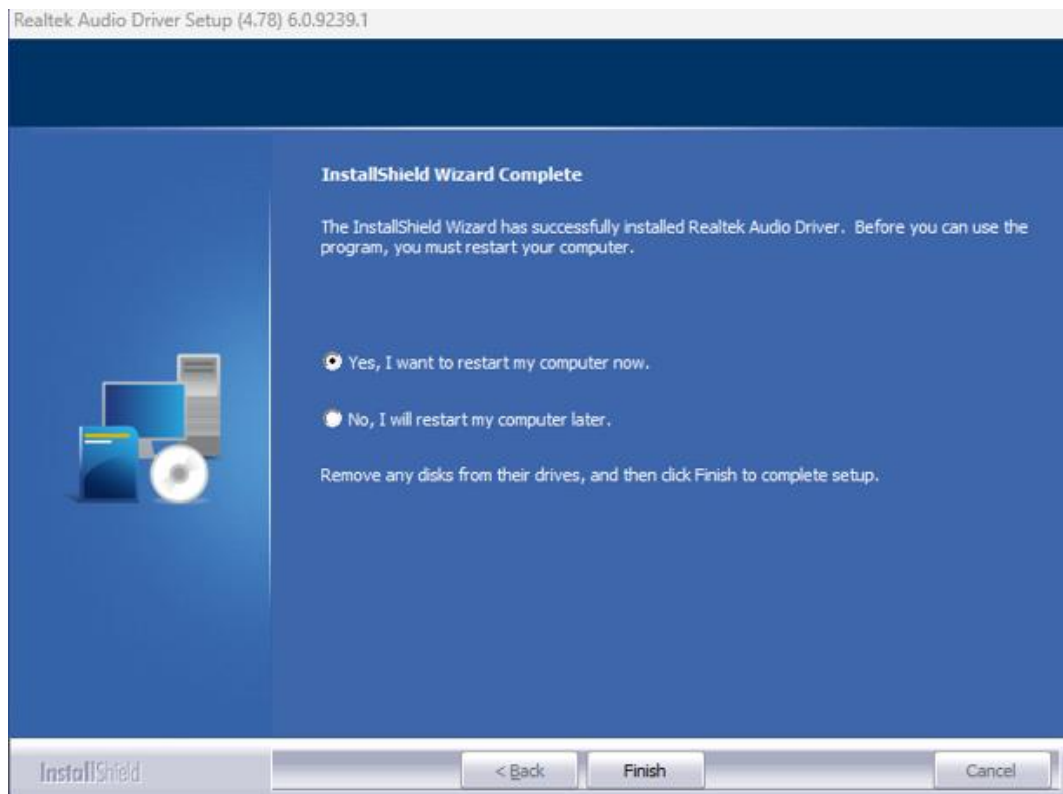 Realtek Audio Driver Setup (4.78) 6.0.9239.1
InstallShield Wizard Complete
The InstallShield Wizard has successfully installed Realtek Audio Driver. Before you can use the
program, you must restart your computer.
Yes, I want to restart my computer now.
No, I will restart my computer later.
Remove any disks from their drives, and then click Finish to complete setup.
InstallShield
< Back
Finish
Cancel